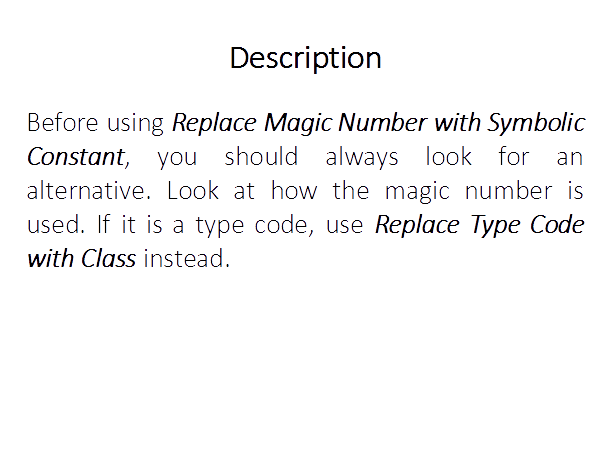 Description
Before using Replace Magic Number with Symbolic
Constant, you should always look for an
alternative. Look at how the magic number is
used. If it is a type code, use Replace Type Code
with Class instead.